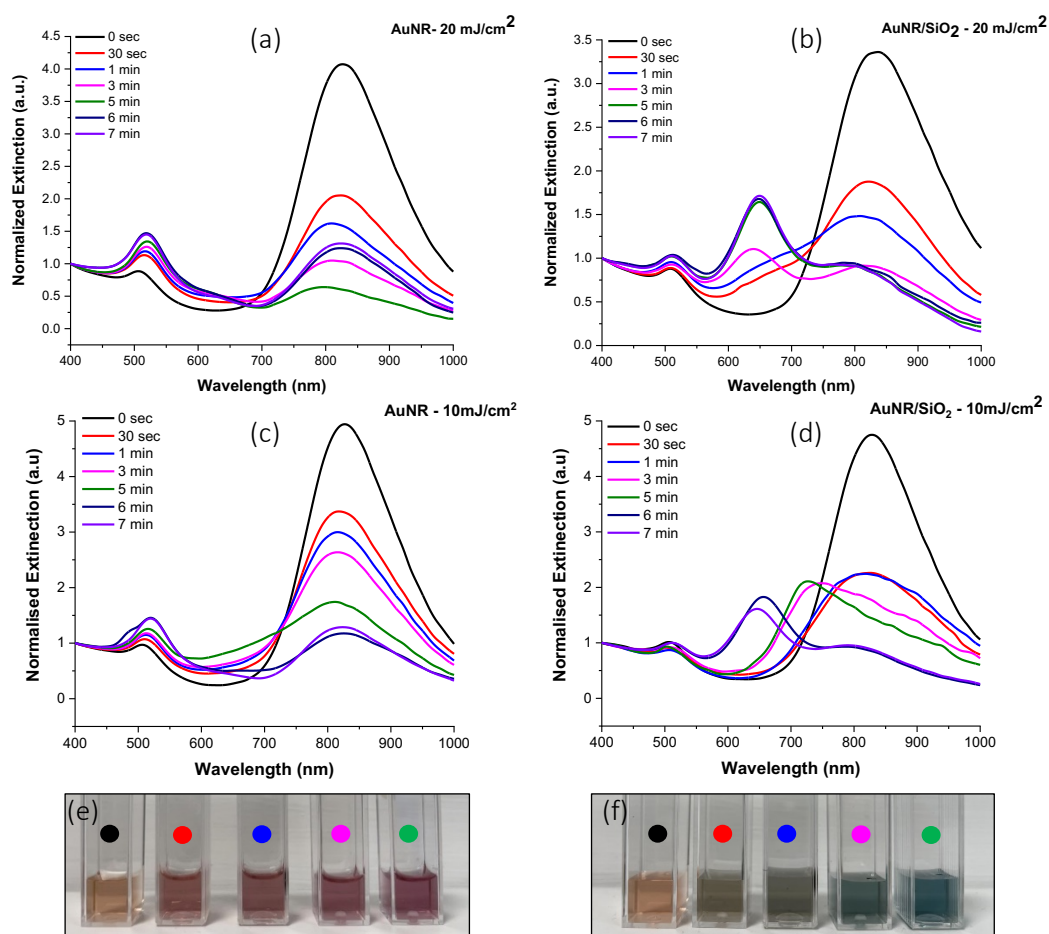 (a)
AuNR- 20 mJ/cm²
0 sec
30 sec
1 min
3 min
5 min
6 min
7 min
4.5
4.0
3.5
3.0
2.5
2.0
1.5
1.0
0.5
0.0
400 500 600 700 800 900 1000
Normalized Extinction (a.u.)
Wavelength (nm)
(b)
AuNR/SiO₂ - 20 mJ/cm²
0 sec
30 sec
1 min
3 min
5 min
6 min
7 min
3.5
3.0
2.5
2.0
1.5
1.0
0.5
0.0
400 500 600 700 800 900 1000
Normalized Extinction (a.u.)
Wavelength (nm)
(c)
AuNR - 10mJ/cm²
0 sec
30 sec
1 min
3 min
5 min
6 min
7 min
5
4
3
2
1
0
400 500 600 700 800 900 1000
Normalised Extinction (a.u)
Wavelength (nm)
(d)
AuNR/SiO₂ - 10mJ/cm²
0 sec
30 sec
1 min
3 min
5 min
6 min
7 min
5
4
3
2
1
0
400 500 600 700 800 900 1000
Normalised Extinection (a.u)
Wavelength (nm)
(e)
(f)